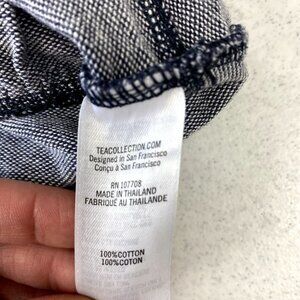 TEACOLLECTION.COM
Designed in San Francisco
Conçu à San Francisco
RN 107708
MADE IN THAILAND
FABRIQUÉ AU THAILANDE
100%COTTON
100%COTON